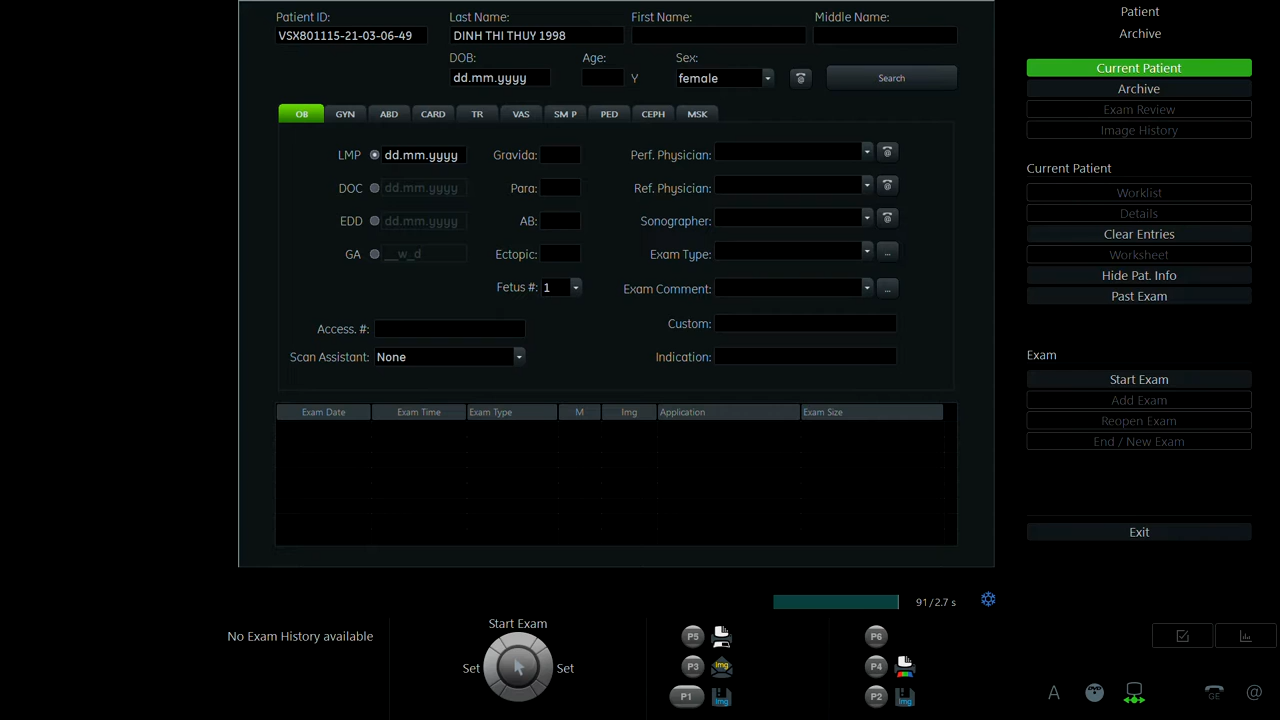 Patient ID: Last Name: First Name: Middle Name:
VSX801115-21-03-06-49 DINH THI THUY 1998
DOB: Age: Sex:
dd.mm.yyyy Y female Search
OB GYN ABD CARD TR VAS SM P PED CEPH MSK
LMP dd.mm.yyyy Gravida: Perf. Physician:
DOC dd.mm.yyyy Para: Ref. Physician:
EDD dd.mm.yyyy AB: Sonographer:
GA __w_d Ectopic: Exam Type: ...
Fetus #: 1 Exam Comment: ...
Access. #: Custom:
Scan Assistant: None Indication:
Exam Date Exam Time Exam Type M Img Application Exam Size
Patient
Archive
Current Patient
Archive
Exam Review
Image History
Current Patient
Worklist
Details
Clear Entries
Worksheet
Hide Pat. Info
Past Exam
Exam
Start Exam
Add Exam
Reopen Exam
End / New Exam
Exit
91/2.7 s
No Exam History available
Start Exam
Set Set
P5 P6
P3 Img P4
P1 Img P2 Img
A GE @